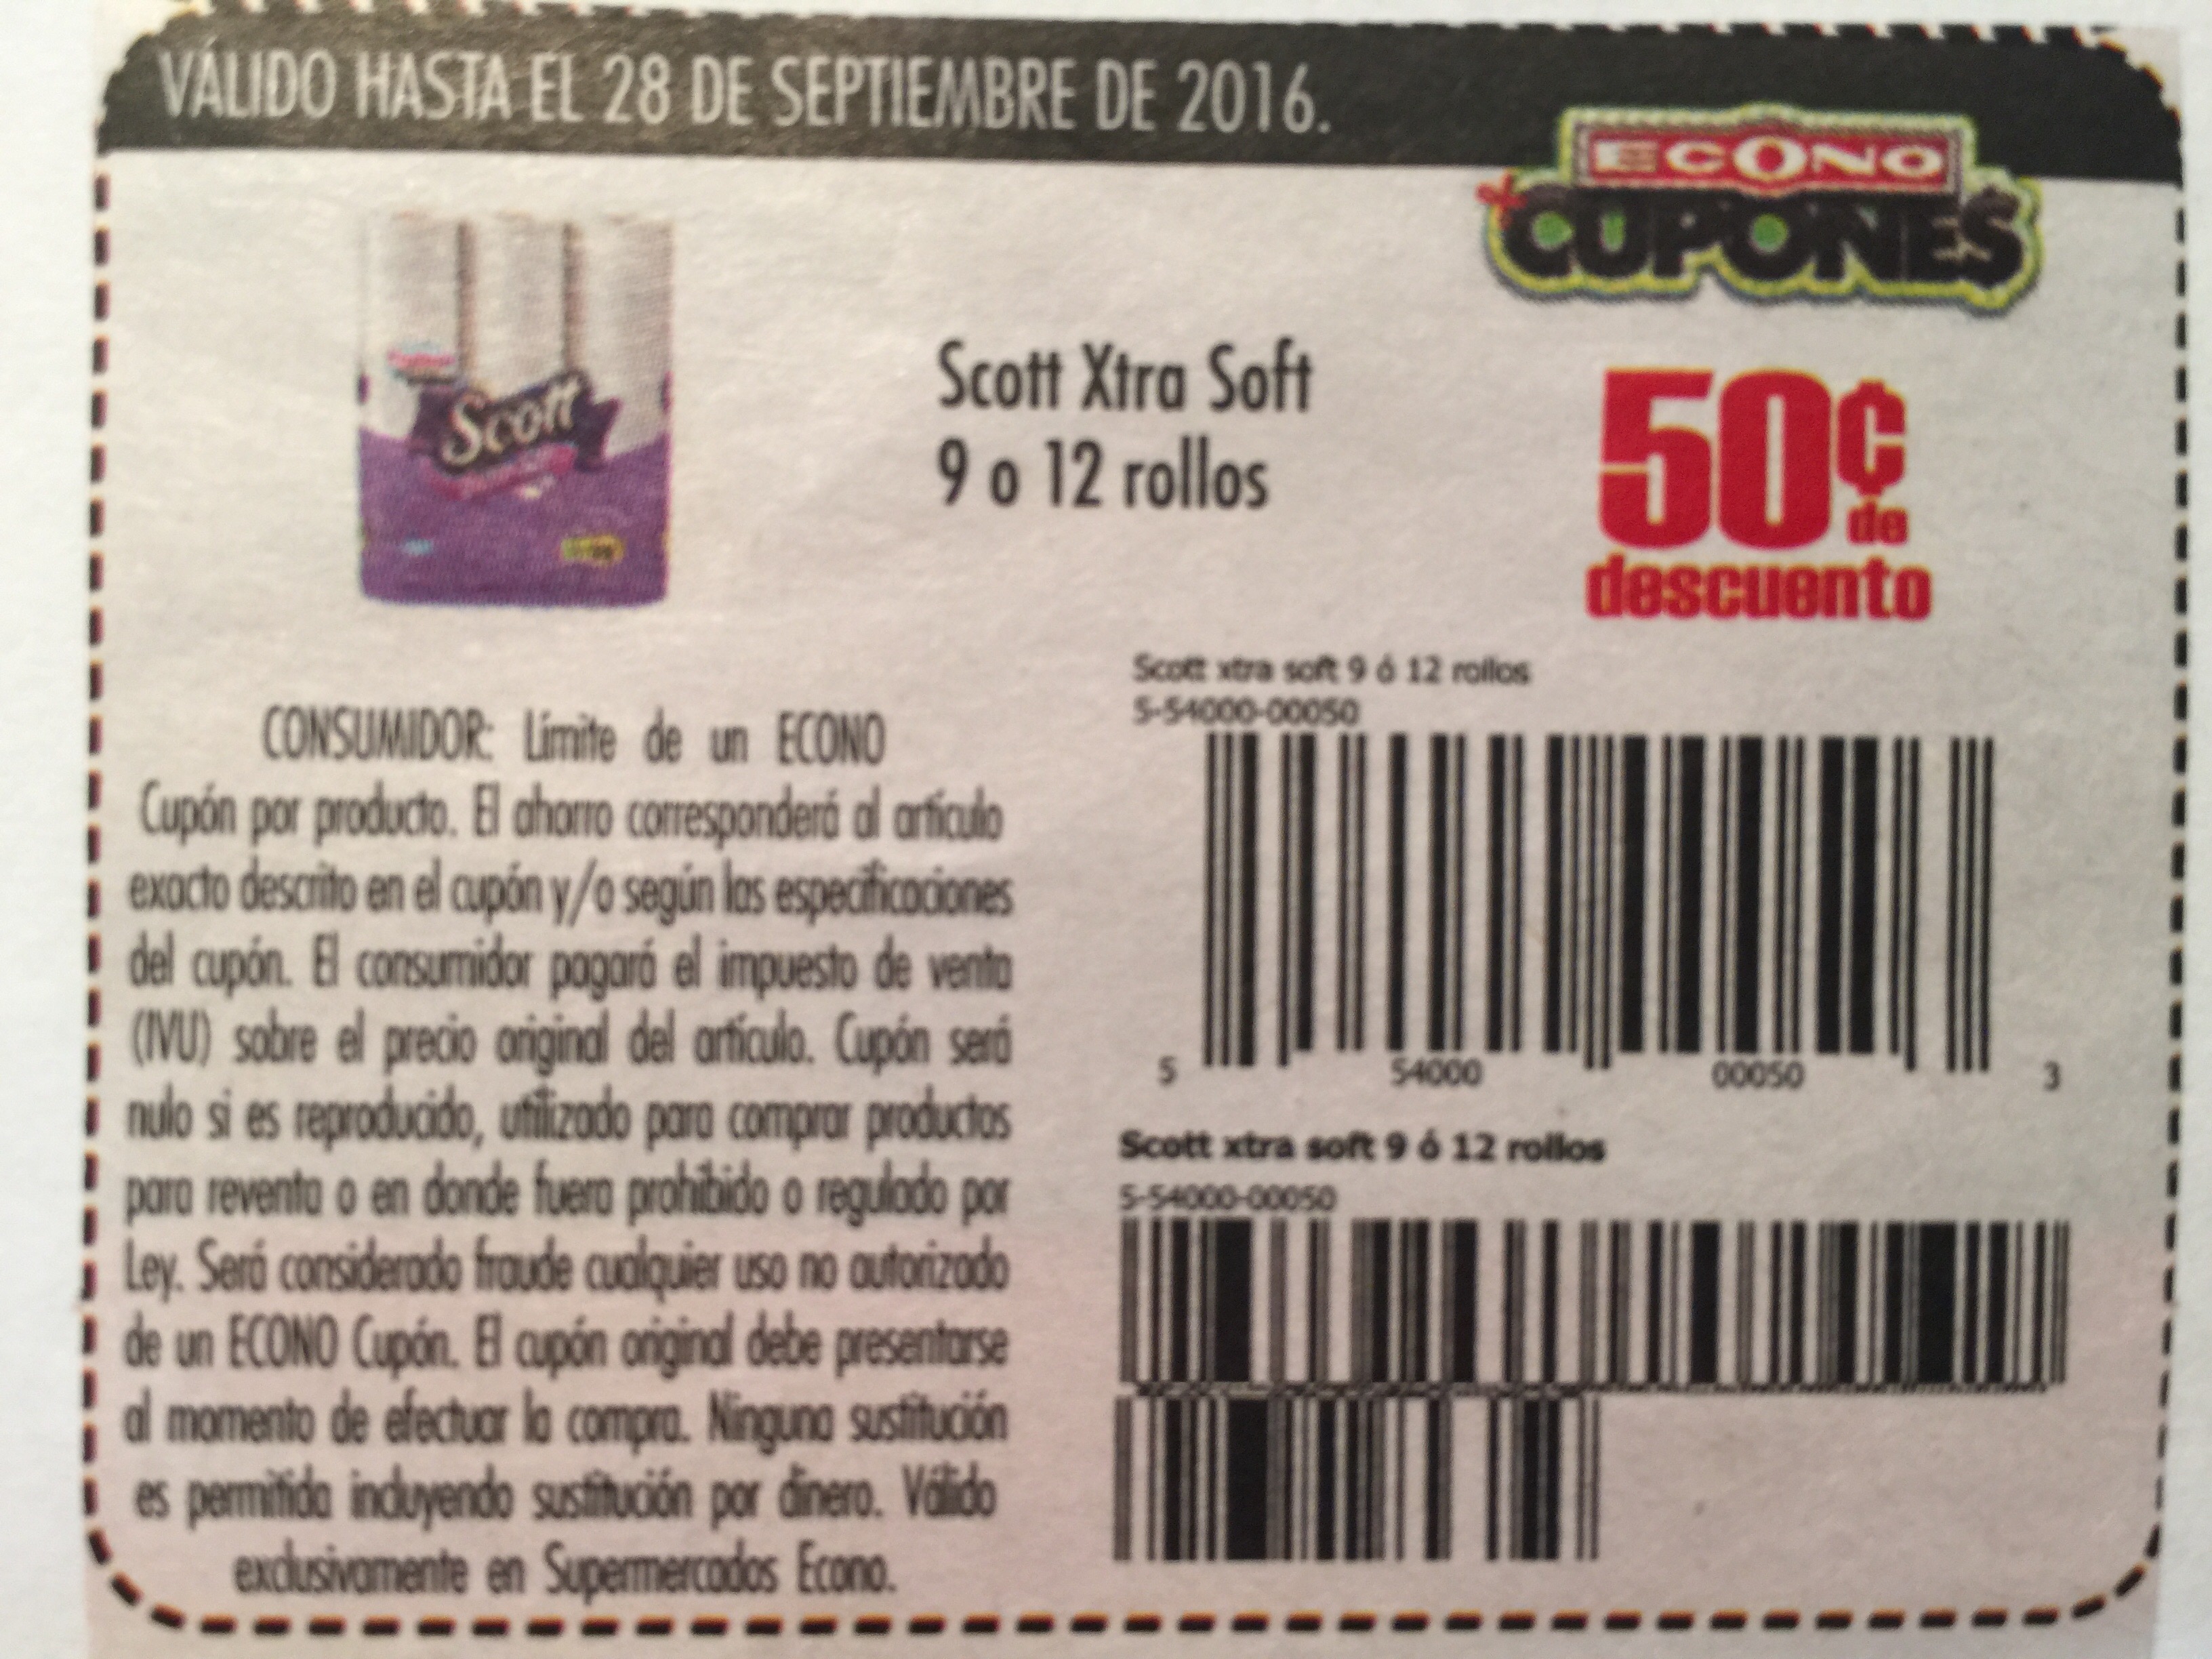 VÁLIDO HASTA EL 28 DE SEPTIEMBRE DE 2016.
ECONO
CUPONES
Scott
Scott Xtra Soft
9 o 12 rollos
50¢
de
descuento
CONSUMIDOR: Límite de un ECONO
Cupón por producto. El ahorro corresponderá al artículo
exacto descrito en el cupón y/o según las especificaciones
del cupón. El consumidor pagará el impuesto de venta
(IVU) sobre el precio original del artículo. Cupón será
nulo si es reproducido, utilizado para comprar productos
para reventa o en donde fuera prohibido o regulado por
Ley. Será considerado fraude cualquier uso no autorizado
de un ECONO Cupón. El cupón original debe presentarse
al momento de efectuar la compra. Ninguna sustitución
es permitida incluyendo sustitución por dinero. Válido
exclusivamente en Supermercados Econo.
Scott xtra soft 9 ó 12 rollos
5-54000-00050
5 54000 00050 3
Scott xtra soft 9 ó 12 rollos
5-54000-00050